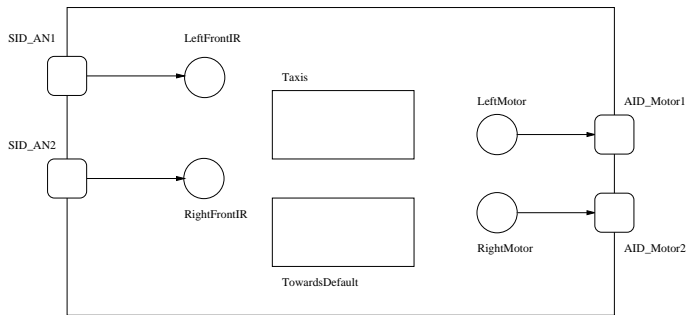 SID_AN1
LeftFrontIR
Taxis
LeftMotor
AID_Motor1
SID_AN2
RightFrontIR
RightMotor
AID_Motor2
TowardsDefault